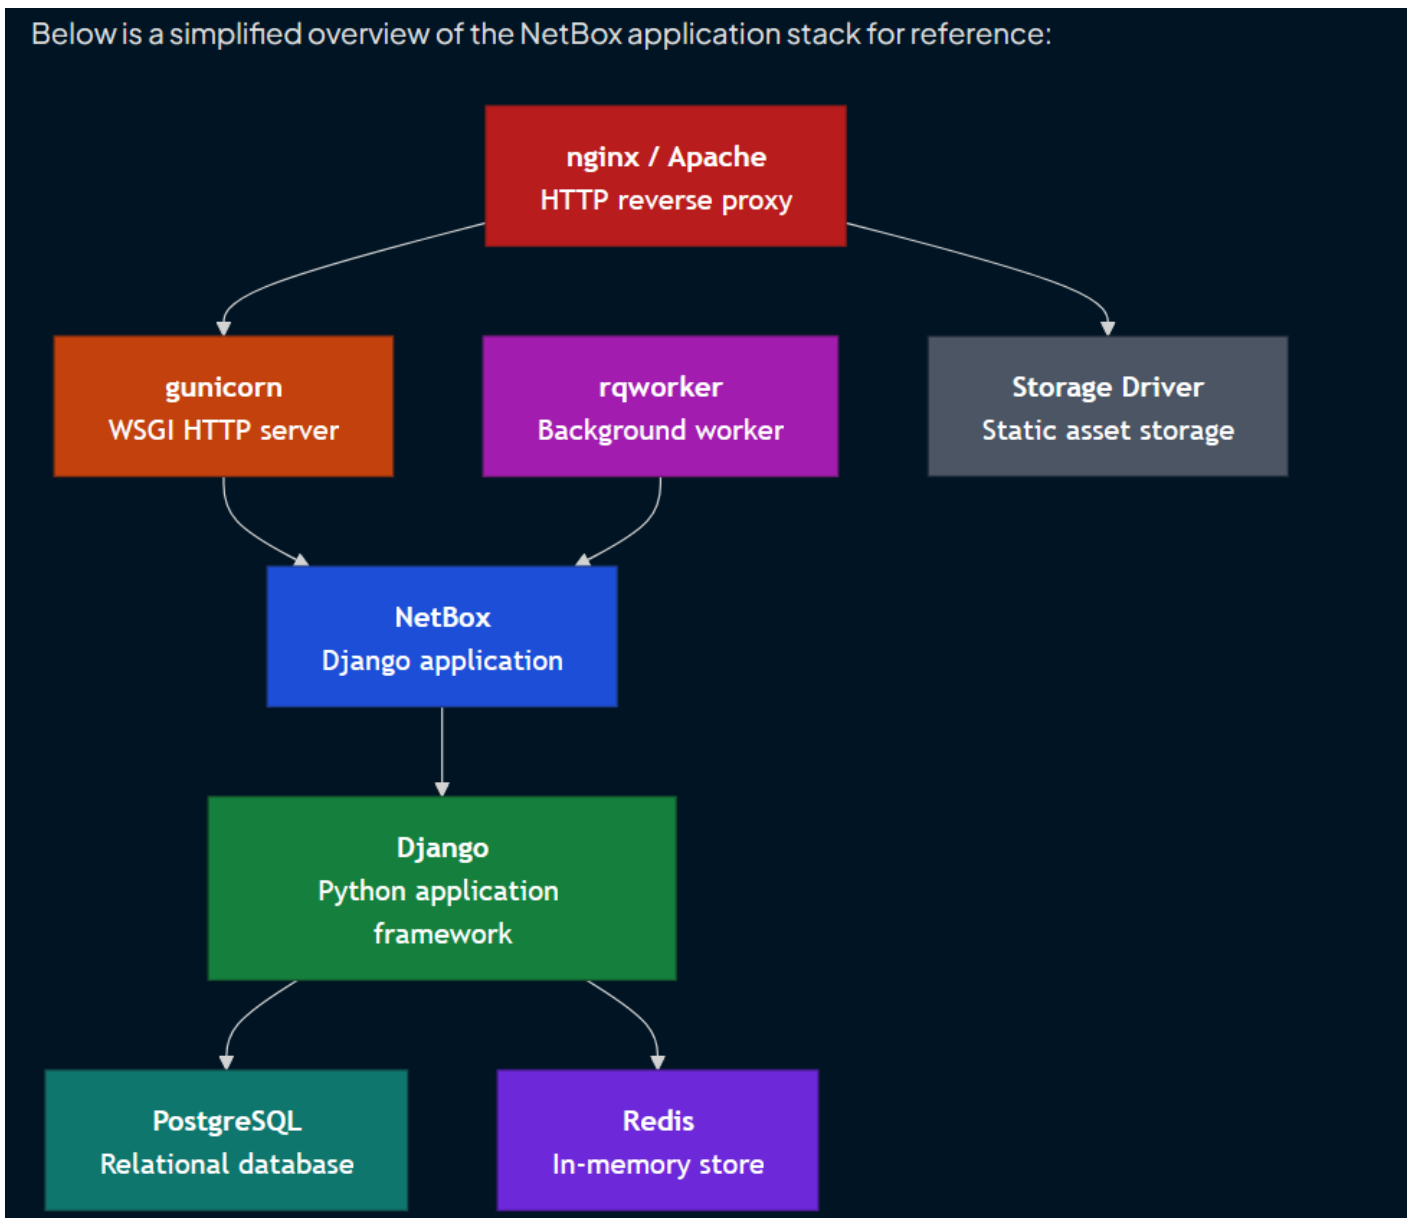 Below is a simplified overview of the NetBox application stack for reference:
nginx / Apache
HTTP reverse proxy
gunicorn
WSGI HTTP server
rqworker
Background worker
Storage Driver
Static asset storage
NetBox
Django application
Django
Python application
framework
PostgreSQL
Relational database
Redis
In-memory store